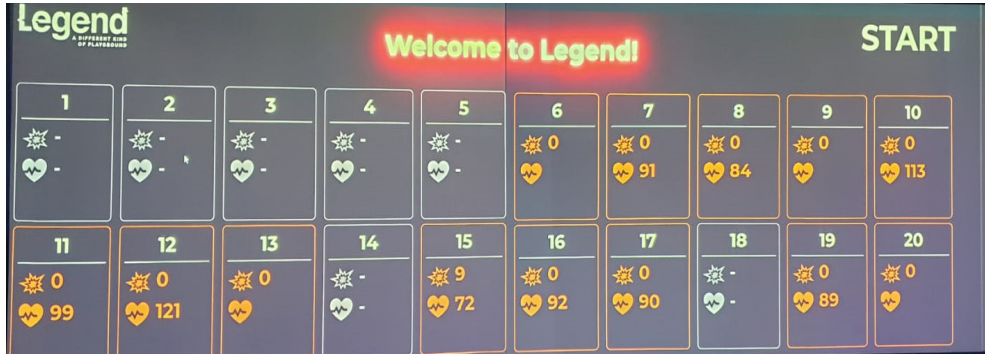 Legend
A DIFFERENT KIND
OF PLAYGROUND
Welcome to Legend!
START
1 2 3 4 5 6 7 8 9 10
- - - - - 0 0 0 0 0
- - - - - 91 84 113
11 12 13 14 15 16 17 18 19 20
0 0 0 - 9 0 0 - 0 0
99 121 - 72 92 90 - 89